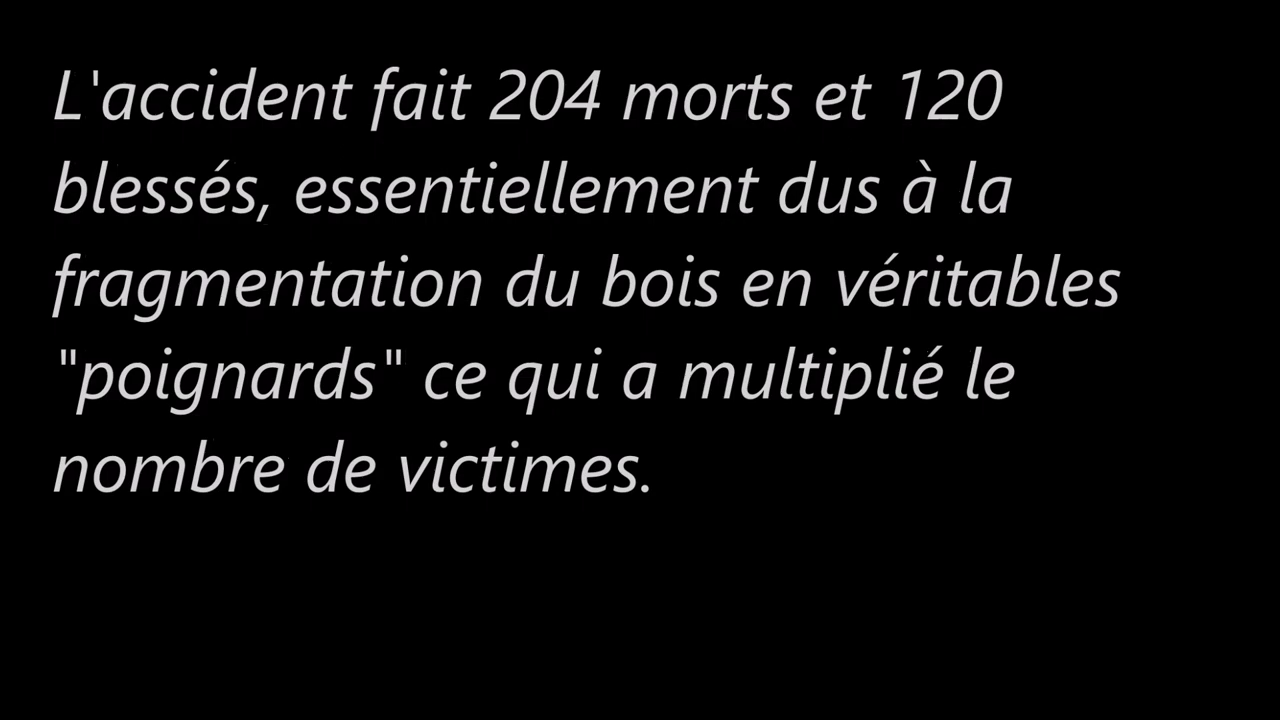 L'accident fait 204 morts et 120
blessés, essentiellement dus à la
fragmentation du bois en véritables
"poignards" ce qui a multiplié le
nombre de victimes.